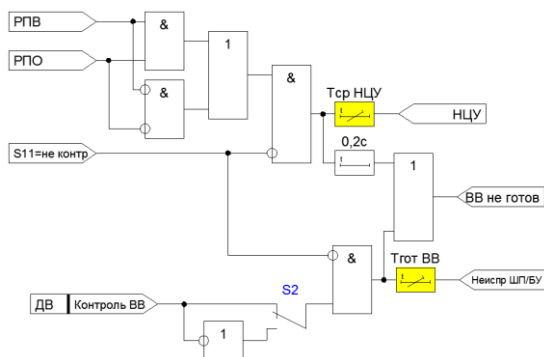 РПВ
&
1
РПО
&
&
Тср НЦУ
t
НЦУ
S11=не контр
0,2с
t
1
ВВ не готов
&
Тгот ВВ
t
Неиспр ШП/БУ
S2
ДВ Контроль ВВ
1